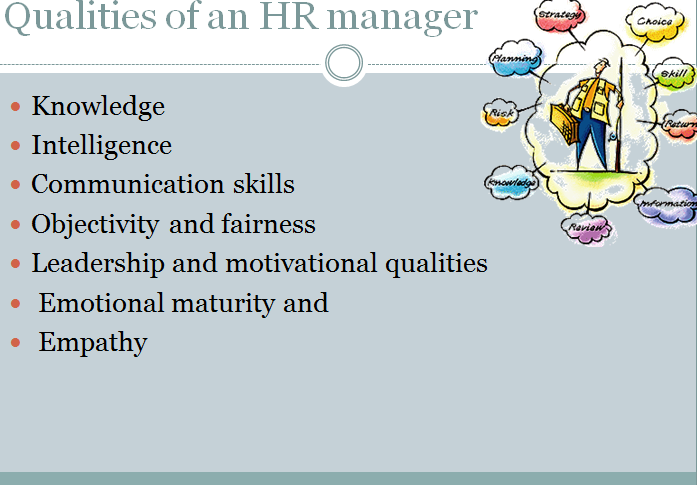 Qualities of an HR manager
Knowledge
Intelligence
Communication skills
Objectivity and fairness
Leadership and motivational qualities
Emotional maturity and
Empathy
Strategy
Choice
Planning
Skill
Risk
Return
Knowledge
Information
Review